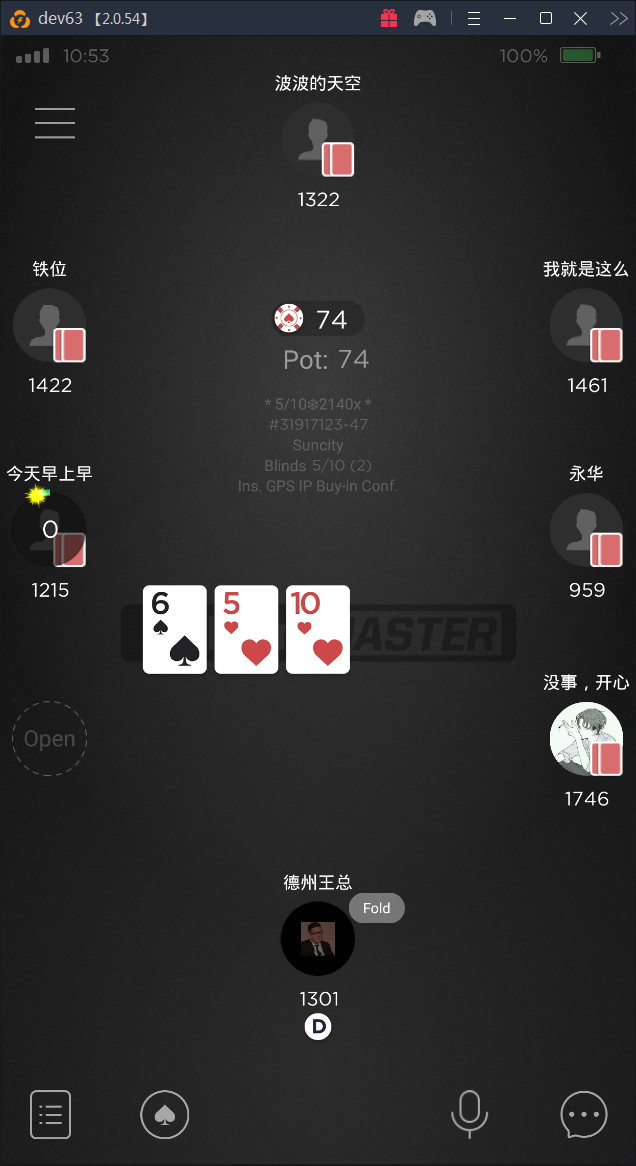 dev63 【2.0.54】
10:53
100%
波波的天空
1322
铁位
我就是这么
74
1422
Pot: 74
1461
* 5/10❄2140x *
#31917123-47
Suncity
Blinds 5/10 (2)
Ins. GPS IP Buy-in Conf.
今天早上早
永华
0
1215
959
6
5
10
MASTER
没事，开心
Open
1746
德州王总
Fold
1301
D